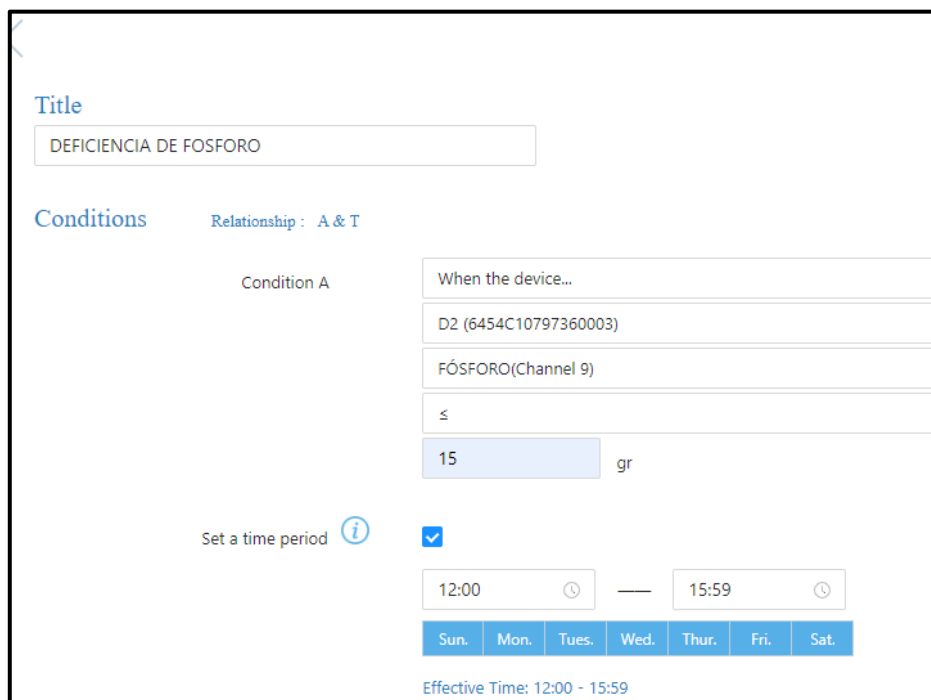 Title
DEFICIENCIA DE FOSFORO
Conditions Relationship : A & T
Condition A When the device...
D2 (6454C10797360003)
FÓSFORO(Channel 9)
≤
15 gr
Set a time period i
12:00 —— 15:59
Sun. Mon. Tues. Wed. Thur. Fri. Sat.
Effective Time: 12:00 - 15:59